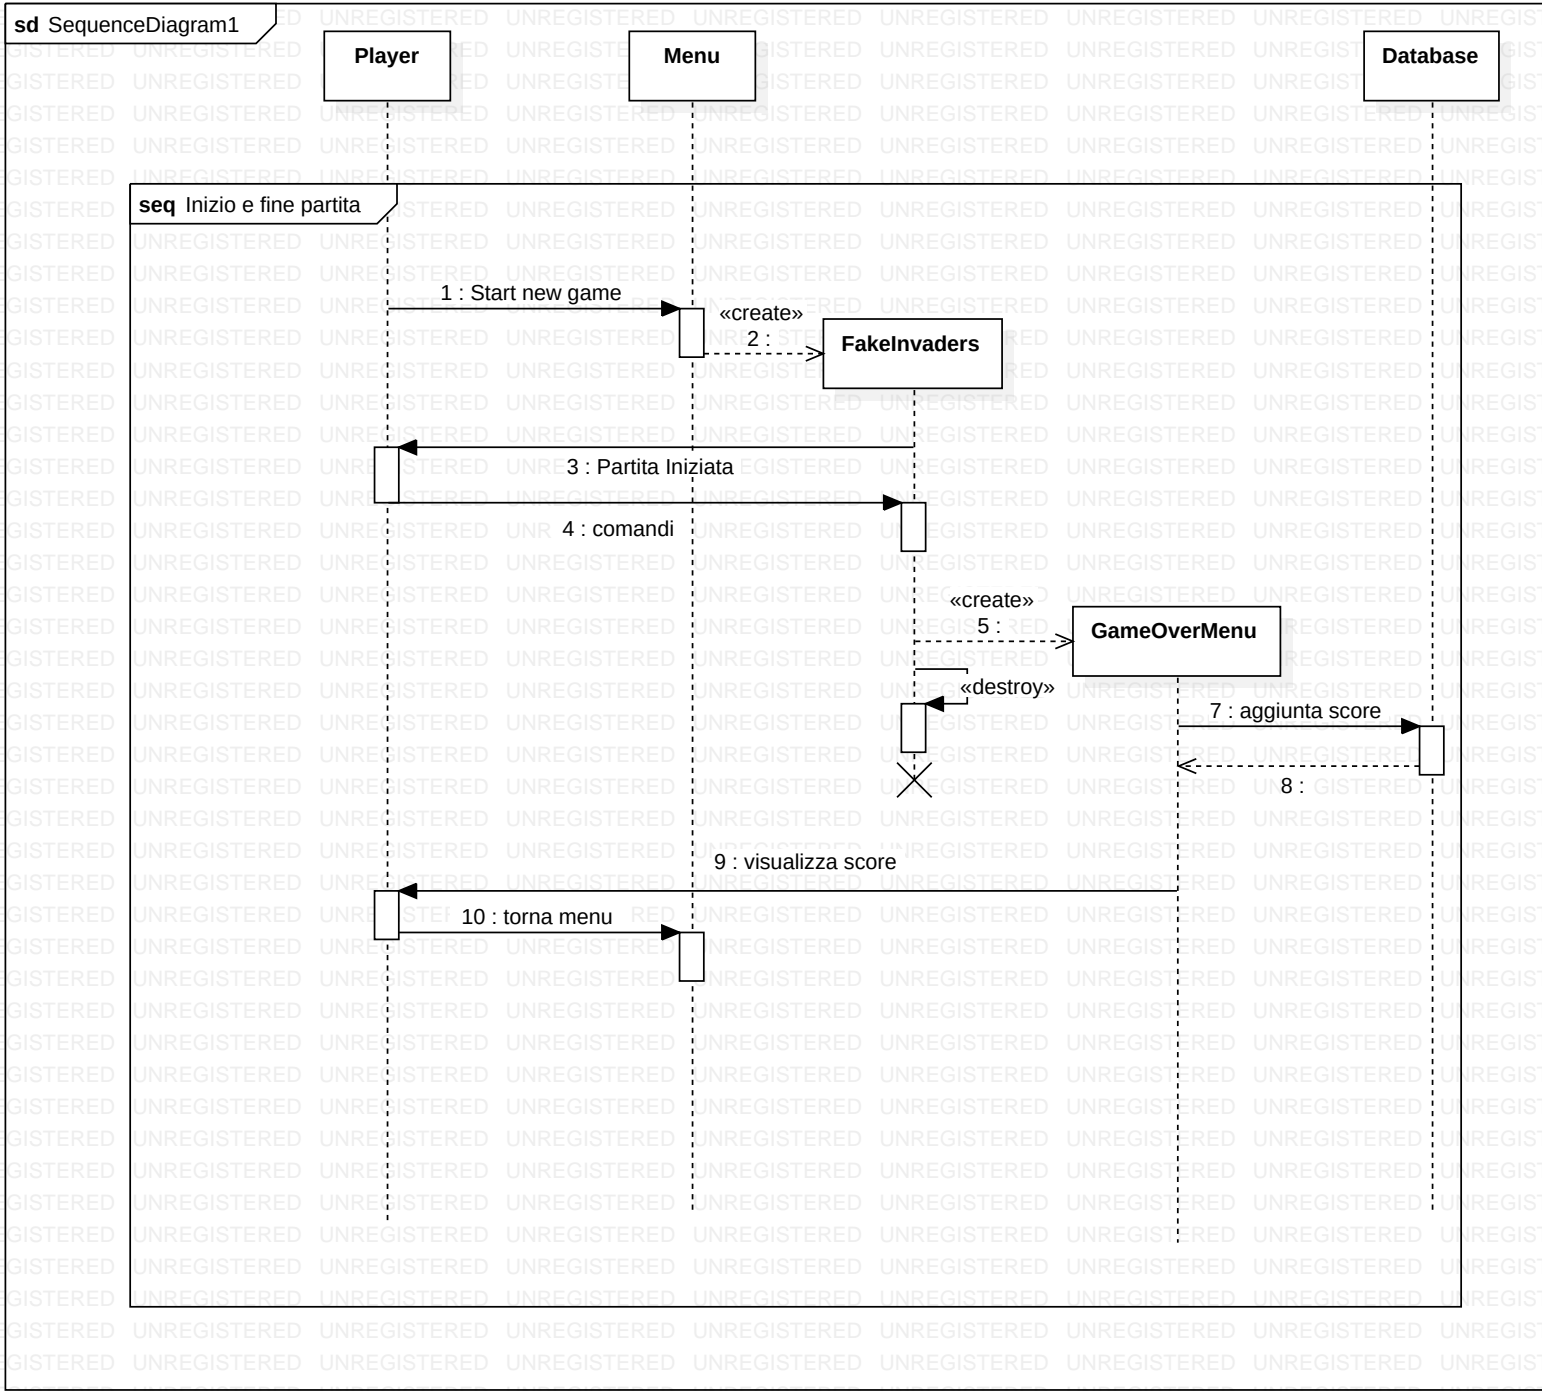 sd SequenceDiagram1
Player
Menu
Database
seq Inizio e fine partita
1 : Start new game
«create»
2 :
FakeInvaders
3 : Partita Iniziata
4 : comandi
«create»
5 :
GameOverMenu
«destroy»
7 : aggiunta score
8 :
9 : visualizza score
10 : torna menu
UNREGISTERED